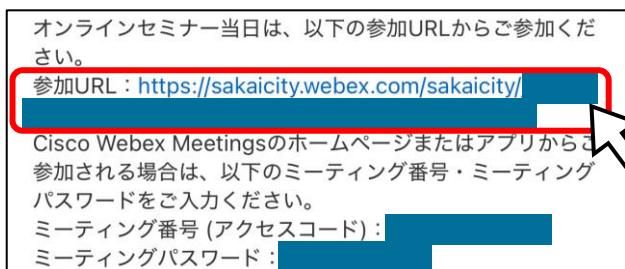 オンラインセミナー当日は、以下の参加URLからご参加くだ
さい。
参加URL：https://sakaicity.webex.com/sakaicity/
Cisco Webex Meetingsのホームページまたはアプリからご
参加される場合は、以下のミーティング番号・ミーティング
パスワードをご入力ください。
ミーティング番号 (アクセスコード)：
ミーティングパスワード：